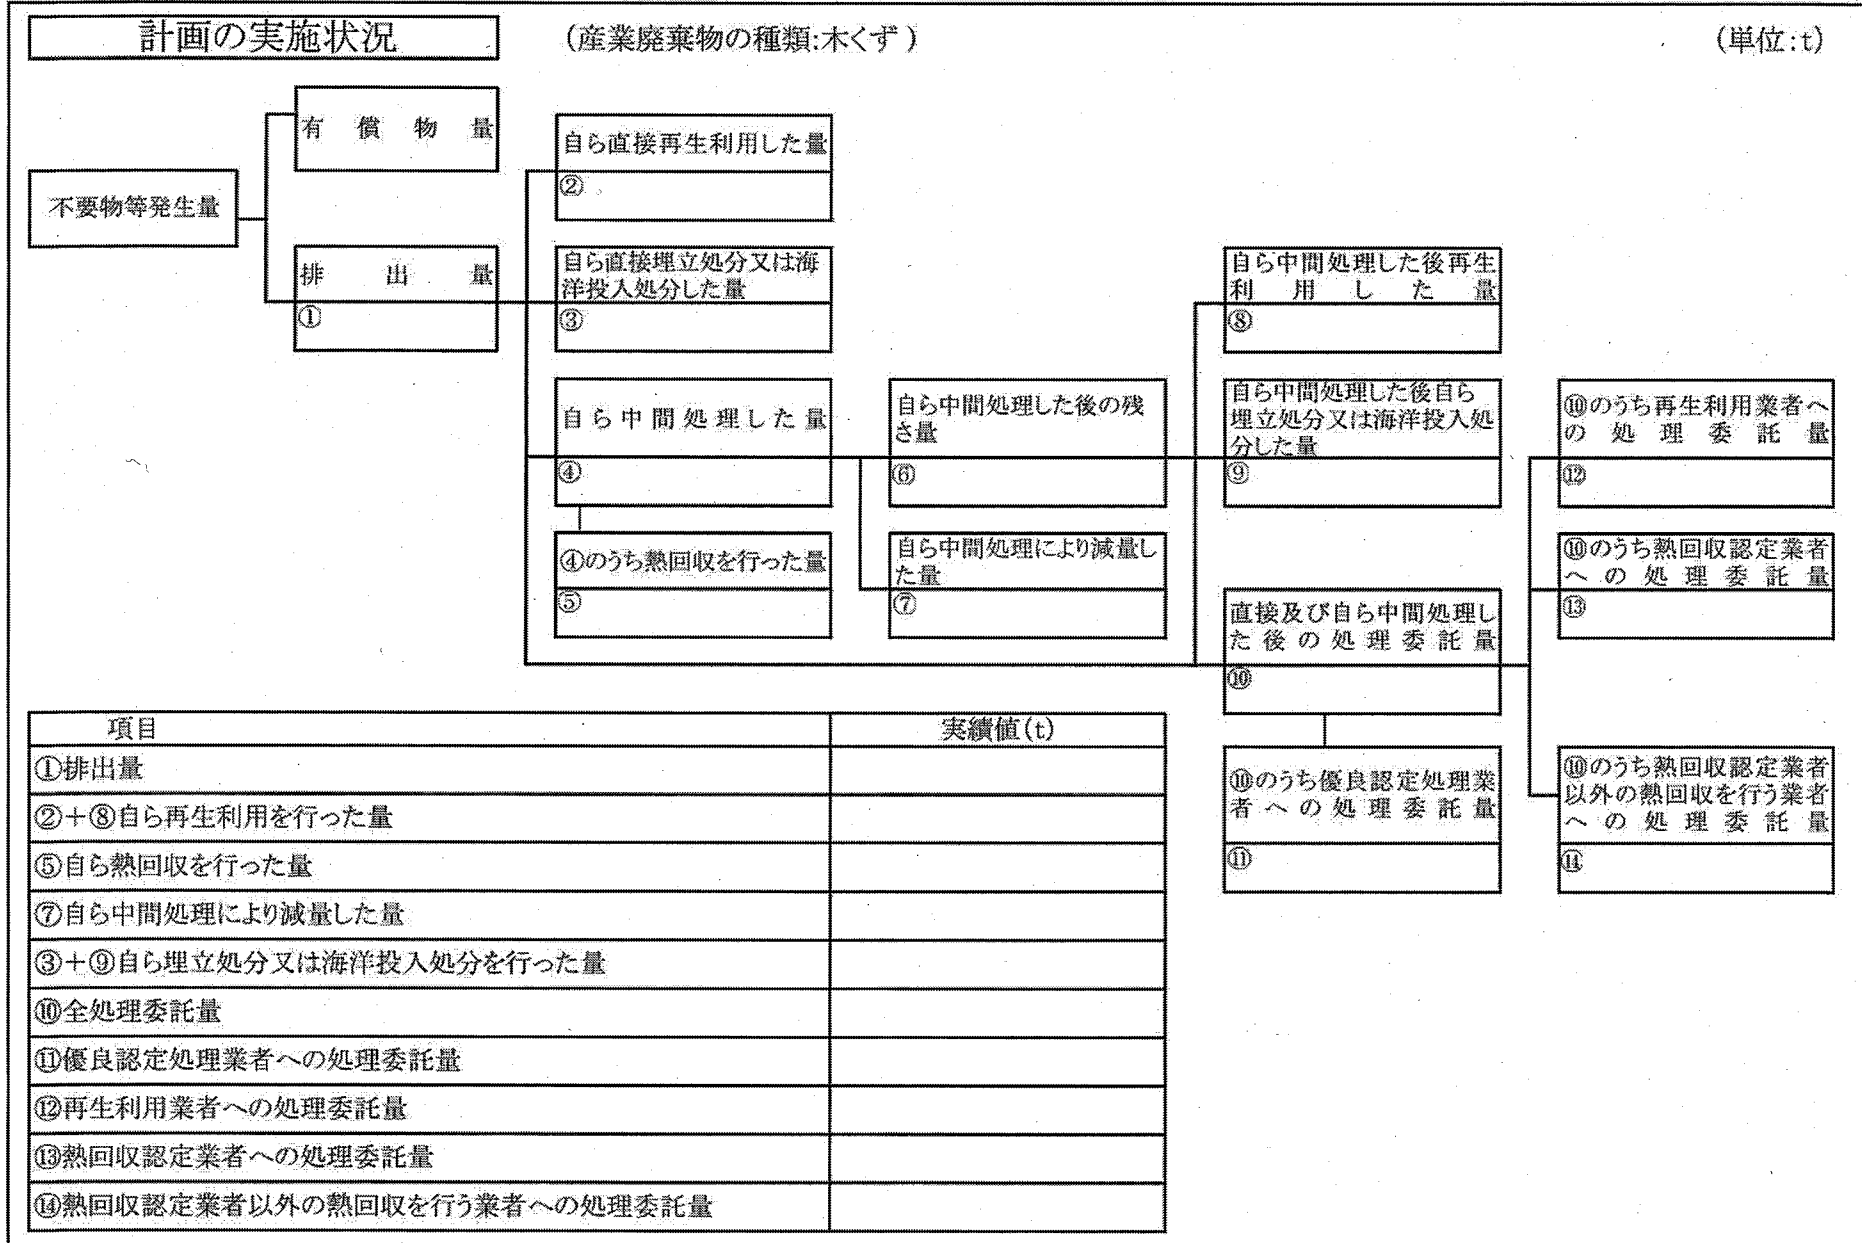 計画の実施状況
(産業廃棄物の種類:木くず)
(単位:t)
有償物量
不要物等発生量
排出量
①
自ら直接再生利用した量
②
自ら直接埋立処分又は海
洋投入処分した量
③
自ら中間処理した量
④
④のうち熱回収を行った量
⑤
自ら中間処理した後の残
さ量
⑥
自ら中間処理により減量し
た量
⑦
自ら中間処理した後再生
利用した量
⑧
自ら中間処理した後自ら
埋立処分又は海洋投入処
分した量
⑨
直接及び自ら中間処理し
た後の処理委託量
⑩
⑩のうち優良認定処理業
者への処理委託量
⑪
⑩のうち再生利用業者へ
の処理委託量
⑫
⑩のうち熱回収認定業者
への処理委託量
⑬
⑩のうち熱回収認定業者
以外の熱回収を行う業者
への処理委託量
⑭
項目
実績値(t)
①排出量
②+⑧自ら再生利用を行った量
⑤自ら熱回収を行った量
⑦自ら中間処理により減量した量
③+⑨自ら埋立処分又は海洋投入処分を行った量
⑩全処理委託量
⑪優良認定処理業者への処理委託量
⑫再生利用業者への処理委託量
⑬熱回収認定業者への処理委託量
⑭熱回収認定業者以外の熱回収を行う業者への処理委託量